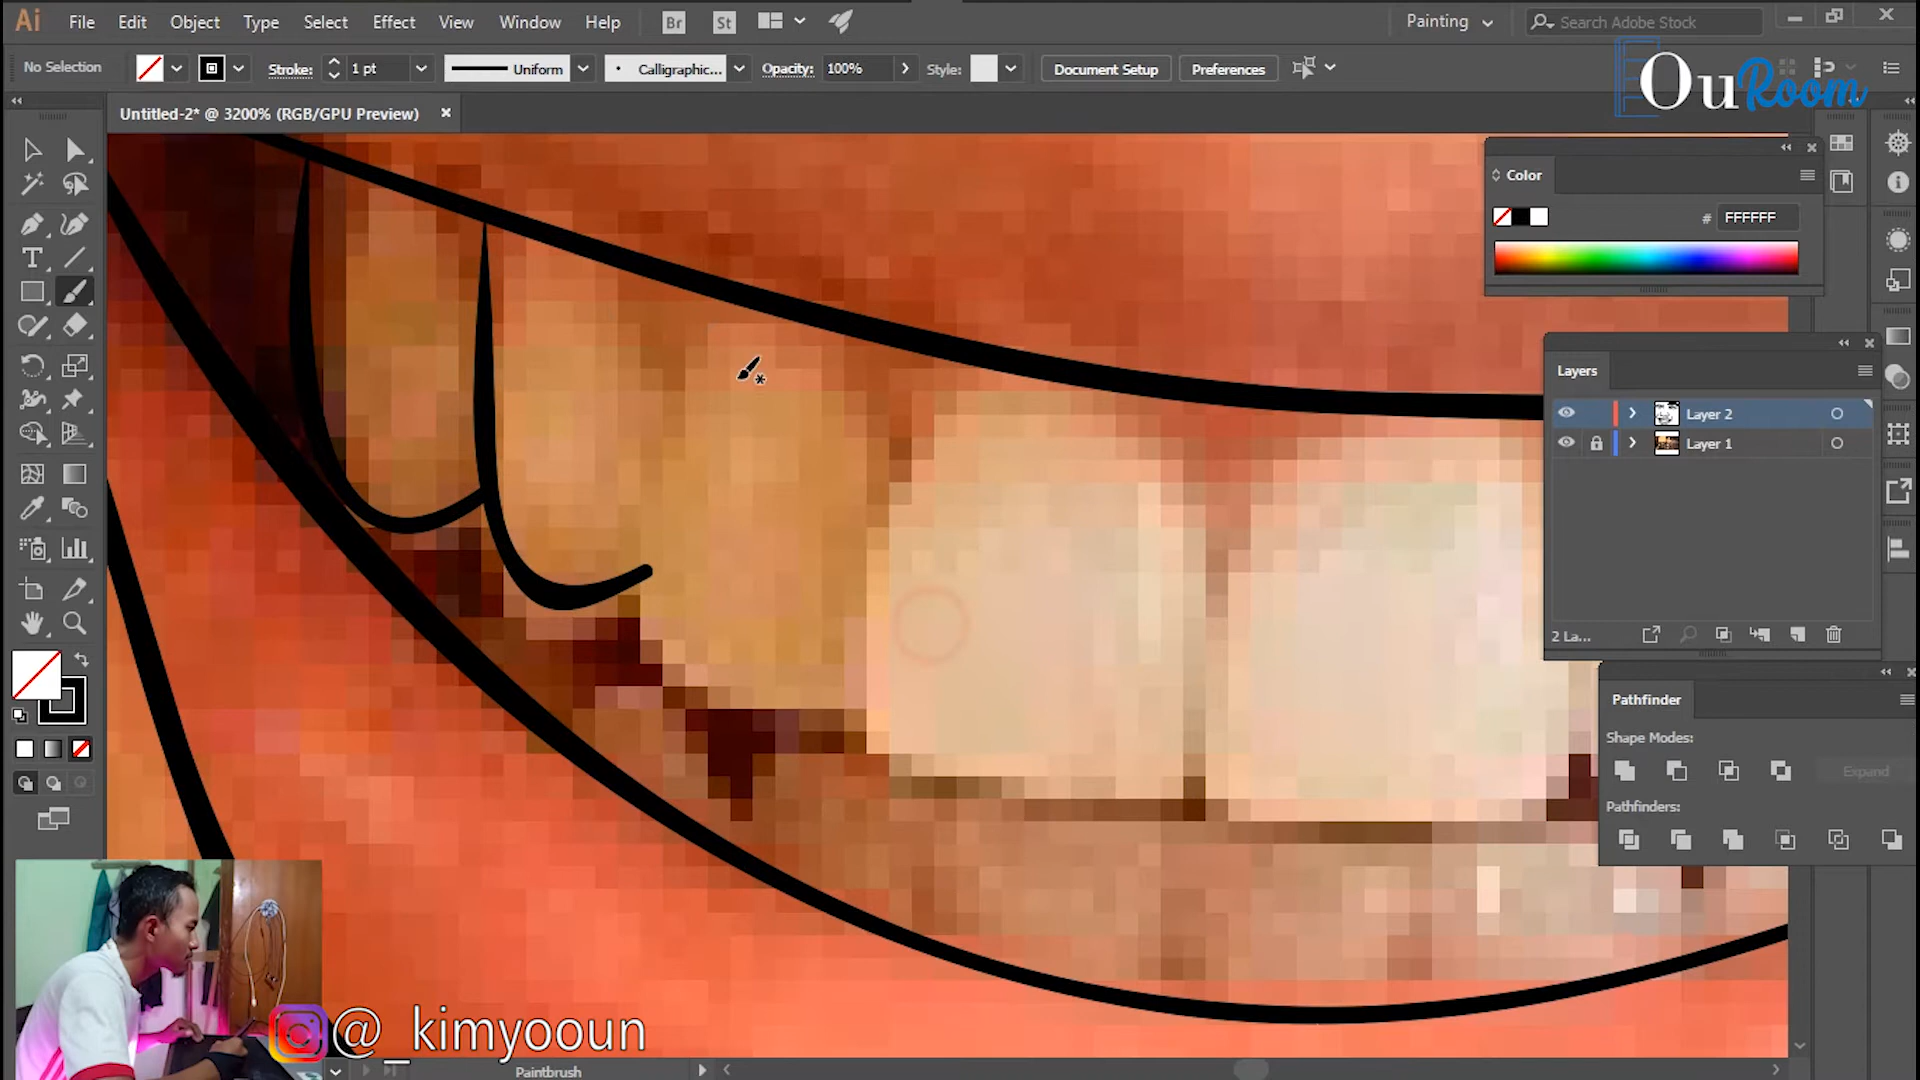 Ai File Edit Object Type Select Effect View Window Help Br St Painting Search Adobe Stock
No Selection Stroke: 1 pt Uniform Calligraphic... Opacity: 100% Style: Document Setup Preferences
OuRoom
Untitled-2* @ 3200% (RGB/GPU Preview)
Color
# FFFFFF
Layers
Layer 2
Layer 1
2 La...
Pathfinder
Shape Modes:
Expand
Pathfinders:
@_kimyooun
Paintbrush